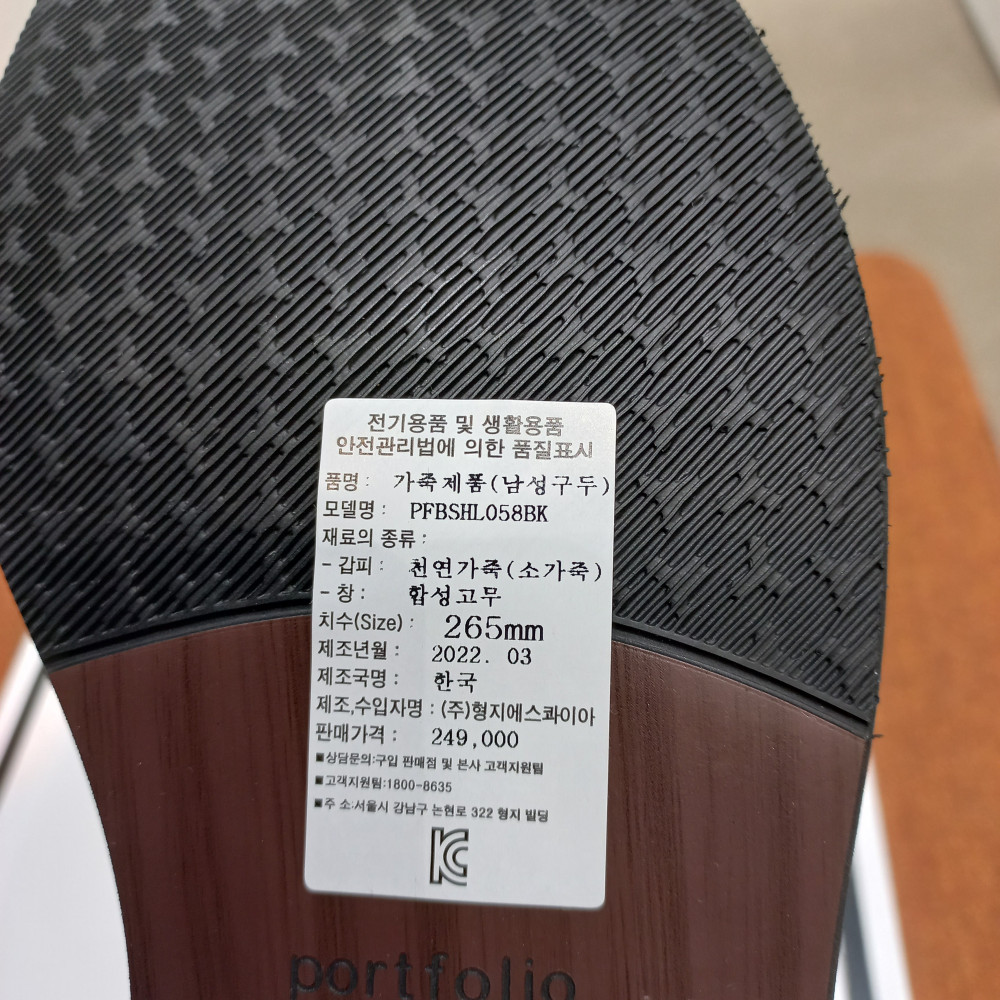 전기용품 및 생활용품
안전관리법에 의한 품질표시
품명 : 가죽제품(남성구두)
모델명 : PFBSHL058BK
재료의 종류 :
- 갑피 : 천연가죽(소가죽)
- 창 : 합성고무
치수(Size) : 265mm
제조년월 : 2022. 03
제조국명 : 한국
제조,수입자명 : (주)형지에스콰이아
판매가격 : 249,000
■상담문의:구입 판매점 및 본사 고객지원팀
■고객지원팀:1800-8635
■주 소:서울시 강남구 논현로 322 형지 빌딩
KC
portfolio